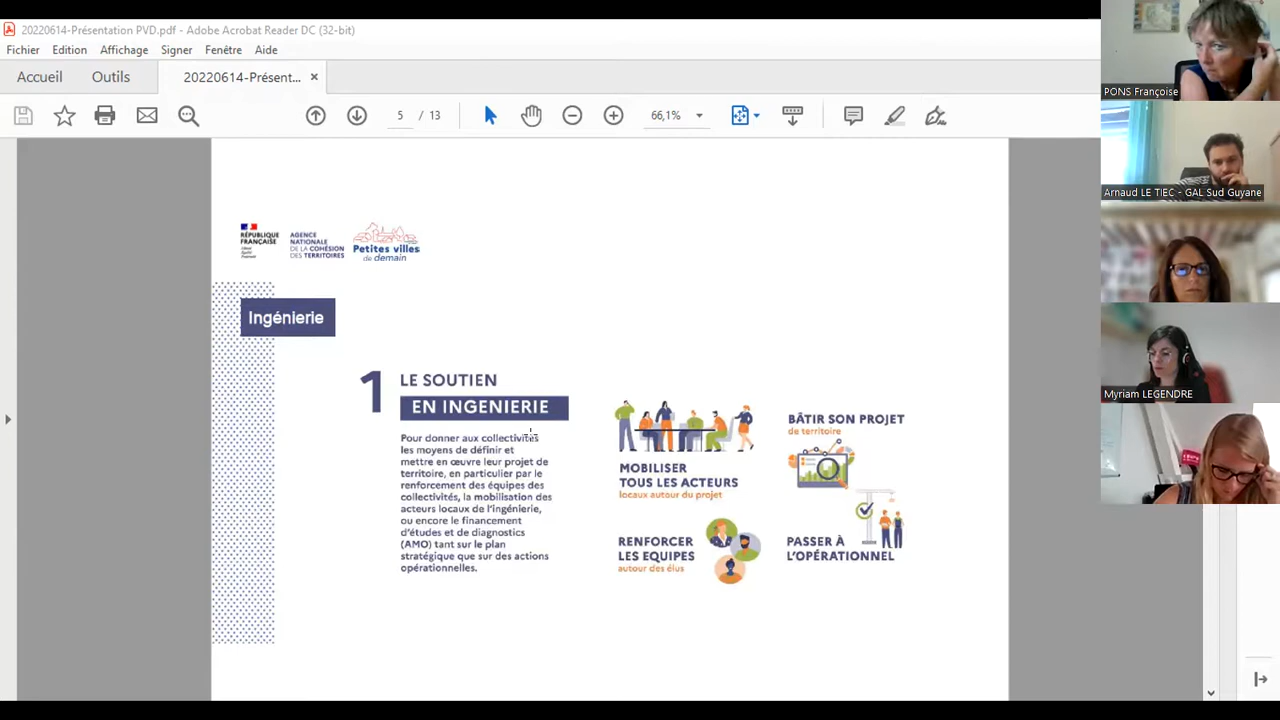 20220614-Présentation PVD.pdf - Adobe Acrobat Reader DC (32-bit)
Fichier Edition Affichage Signer Fenêtre Aide
Accueil Outils 20220614-Présent... ×
5 / 13 66,1%
RÉPUBLIQUE
FRANÇAISE
Liberté
Égalité
Fraternité
AGENCE
NATIONALE
DE LA COHÉSION
DES TERRITOIRES
Petites villes
de demain
Ingénierie
1 LE SOUTIEN
EN INGENIERIE
Pour donner aux collectivités
les moyens de définir et
mettre en œuvre leur projet de
territoire, en particulier par le
renforcement des équipes des
collectivités, la mobilisation des
acteurs locaux de l'ingénierie,
ou encore le financement
d'études et de diagnostics
(AMO) tant sur le plan
stratégique que sur des actions
opérationnelles.
MOBILISER
TOUS LES ACTEURS
locaux autour du projet
BÂTIR SON PROJET
de territoire
RENFORCER
LES EQUIPES
autour des élus
PASSER À
L'OPÉRATIONNEL
PONS Françoise
Arnaud LE TIEC - GAL Sud Guyane
Myriam LEGENDRE